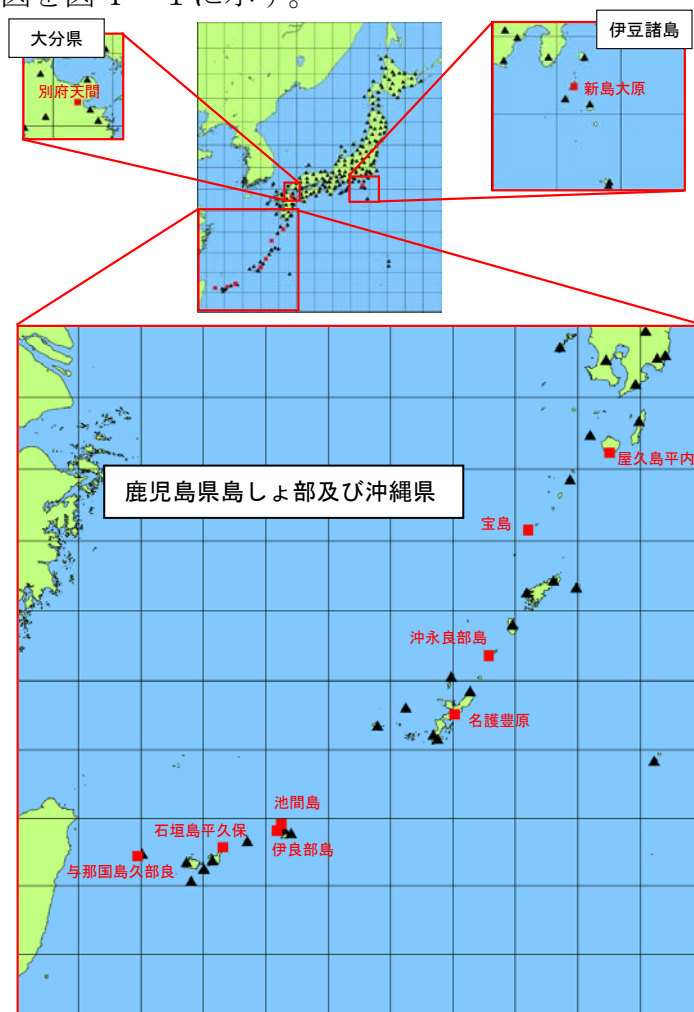 図を図4-1に示す。
大分県
伊豆諸島
別府天間
新島大原
屋久島平内
鹿児島県島しょ部及び沖縄県
宝島
沖永良部島
名護豊原
池間島
石垣島平久保
伊良部島
与那国島久部良